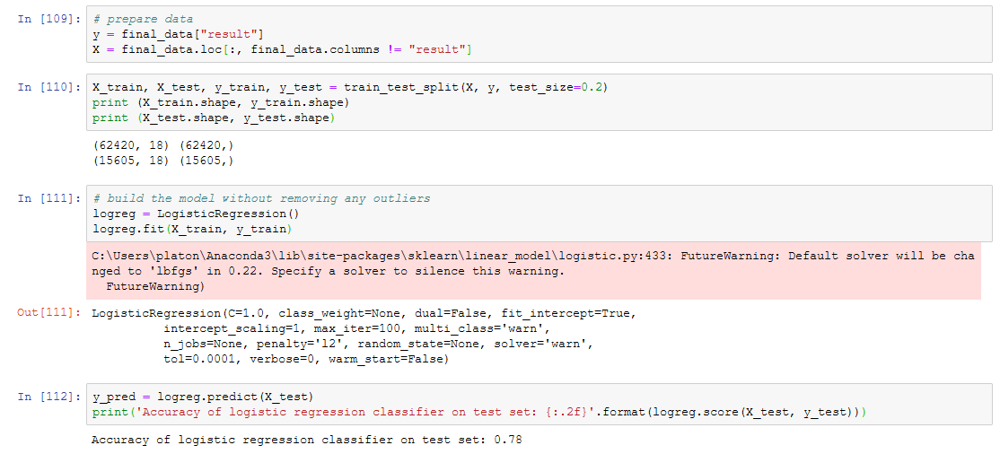 In [109]: # prepare data
y = final_data["result"]
X = final_data.loc[:, final_data.columns != "result"]
In [110]: X_train, X_test, y_train, y_test = train_test_split(X, y, test_size=0.2)
print (X_train.shape, y_train.shape)
print (X_test.shape, y_test.shape)
(62420, 18) (62420,)
(15605, 18) (15605,)
In [111]: # build the model without removing any outliers
logreg = LogisticRegression()
logreg.fit(X_train, y_train)
C:\Users\platon\Anaconda3\lib\site-packages\sklearn\linear_model\logistic.py:433: FutureWarning: Default solver will be cha
nged to 'lbfgs' in 0.22. Specify a solver to silence this warning.
FutureWarning)
Out[111]: LogisticRegression(C=1.0, class_weight=None, dual=False, fit_intercept=True,
intercept_scaling=1, max_iter=100, multi_class='warn',
n_jobs=None, penalty='l2', random_state=None, solver='warn',
tol=0.0001, verbose=0, warm_start=False)
In [112]: y_pred = logreg.predict(X_test)
print('Accuracy of logistic regression classifier on test set: {:.2f}'.format(logreg.score(X_test, y_test)))
Accuracy of logistic regression classifier on test set: 0.78